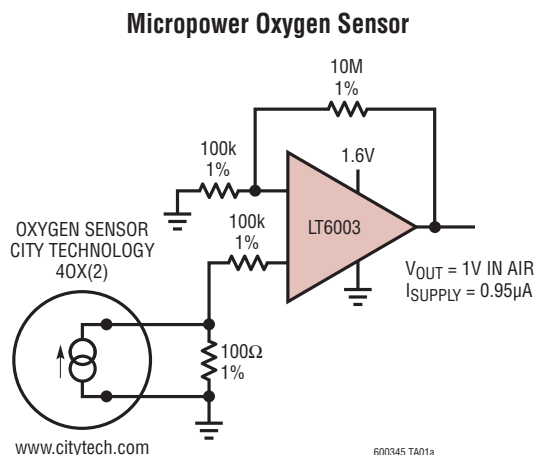 Micropower Oxygen Sensor
10M
1%
100k
1%
1.6V
100k
1%
LT6003
OXYGEN SENSOR
CITY TECHNOLOGY
4OX(2)
VOUT = 1V IN AIR
ISUPPLY = 0.95μA
100Ω
1%
www.citytech.com
600345 TA01a